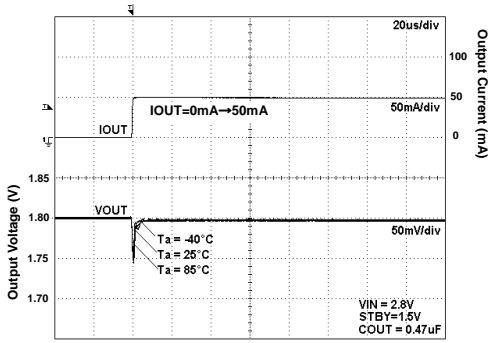 20us/div
100
Output Current (mA)
50
50mA/div
IOUT=0mA→50mA
IOUT
0
1.85
Output Voltage (V)
VOUT
1.80
50mV/div
Ta = -40°C
Ta = 25°C
1.75
Ta = 85°C
1.70
VIN = 2.8V
STBY=1.5V
COUT = 0.47uF